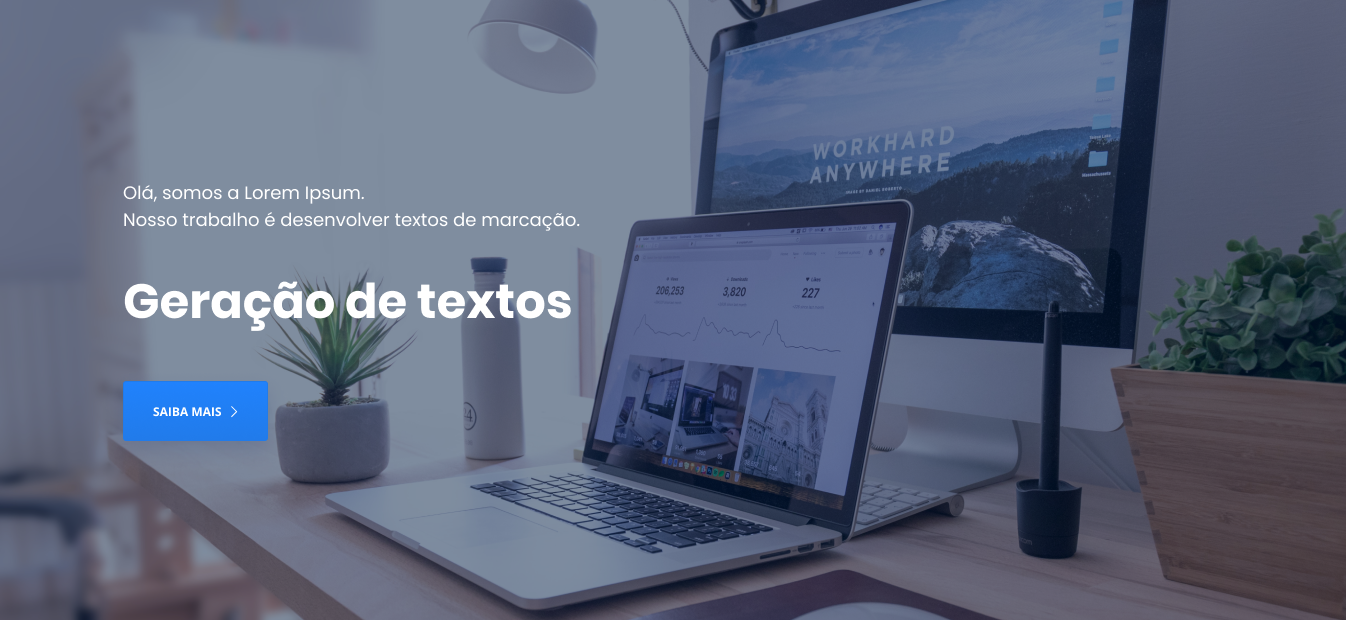 Olá, somos a Lorem Ipsum.
Nosso trabalho é desenvolver textos de marcação.
Geração de textos
SAIBA MAIS
WORKHARD
ANYWHERE
206,253
3,820
227